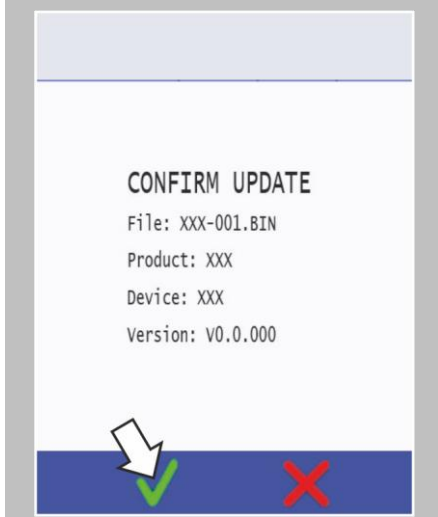 CONFIRM UPDATE
File: XXX-001.BIN
Product: XXX
Device: XXX
Version: V0.0.000